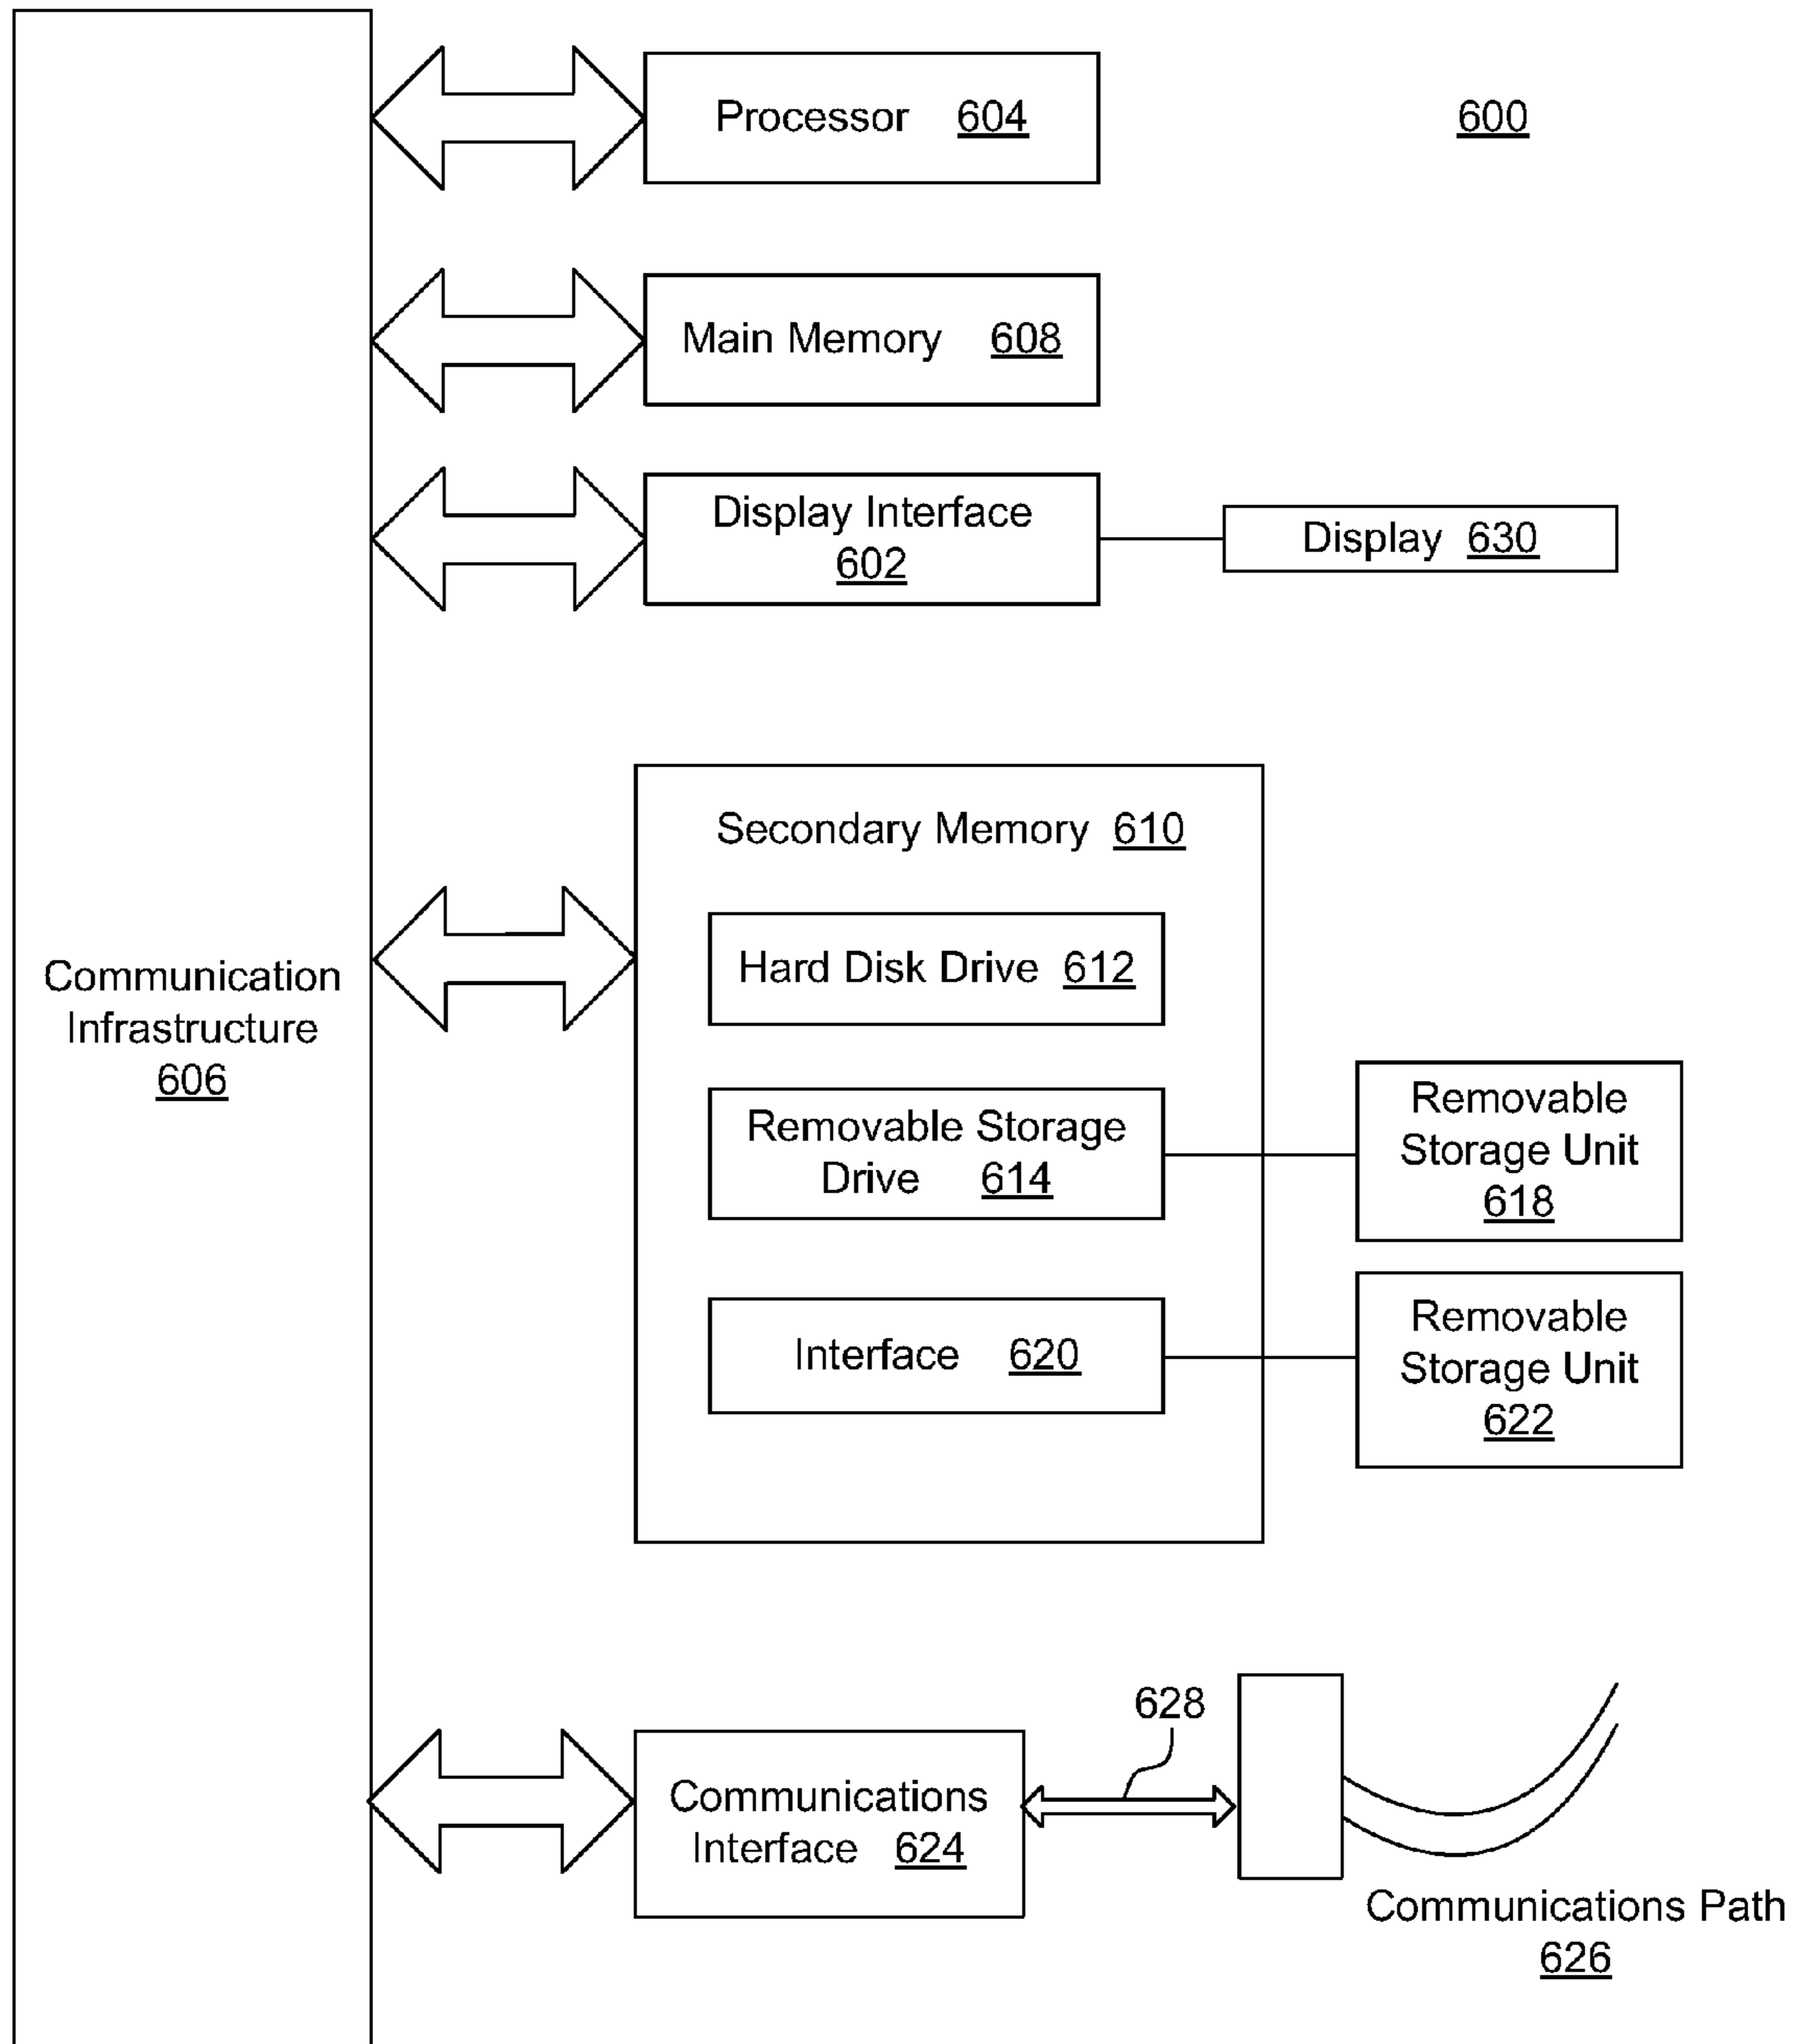 Processor 604
600
Main Memory 608
Display Interface
602
Display 630
Secondary Memory 610
Hard Disk Drive 612
Communication
Infrastructure
606
Removable Storage
Drive 614
Removable
Storage Unit
618
Interface 620
Removable
Storage Unit
622
628
Communications
Interface 624
Communications Path
626